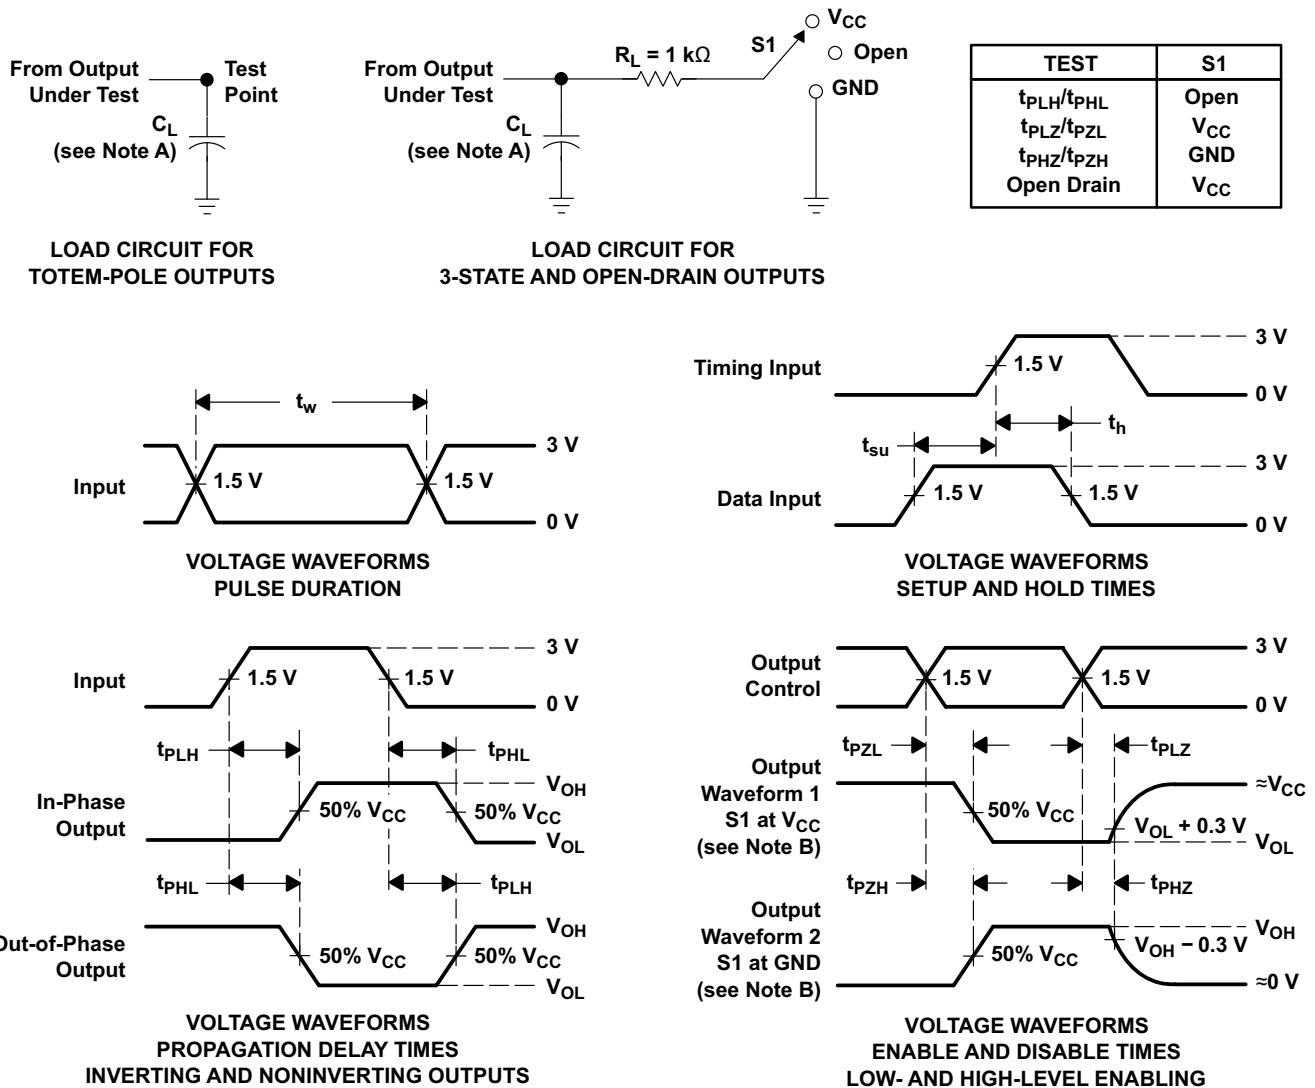 From Output
Under Test
Test
Point
C_L
(see Note A)
LOAD CIRCUIT FOR
TOTEM-POLE OUTPUTS
From Output
Under Test
R_L = 1 kΩ
S1
V_CC
Open
GND
C_L
(see Note A)
LOAD CIRCUIT FOR
3-STATE AND OPEN-DRAIN OUTPUTS
TEST S1
t_PLH/t_PHL Open
t_PLZ/t_PZL V_CC
t_PHZ/t_PZH GND
Open Drain V_CC
t_w
3 V
Input 1.5 V 1.5 V
0 V
VOLTAGE WAVEFORMS
PULSE DURATION
3 V
Timing Input 1.5 V
0 V
t_h
t_su
3 V
Data Input 1.5 V 1.5 V
0 V
VOLTAGE WAVEFORMS
SETUP AND HOLD TIMES
3 V
Input 1.5 V 1.5 V
0 V
t_PLH t_PHL
V_OH
In-Phase
Output
50% V_CC 50% V_CC
V_OL
t_PHL t_PLH
V_OH
Out-of-Phase
Output
50% V_CC 50% V_CC
V_OL
VOLTAGE WAVEFORMS
PROPAGATION DELAY TIMES
INVERTING AND NONINVERTING OUTPUTS
3 V
Output
Control
1.5 V 1.5 V
0 V
t_PZL t_PLZ
Output
Waveform 1
S1 at V_CC
(see Note B)
50% V_CC
≈V_CC
V_OL + 0.3 V
V_OL
t_PZH t_PHZ
Output
Waveform 2
S1 at GND
(see Note B)
50% V_CC
V_OH
V_OH − 0.3 V
≈0 V
VOLTAGE WAVEFORMS
ENABLE AND DISABLE TIMES
LOW- AND HIGH-LEVEL ENABLING